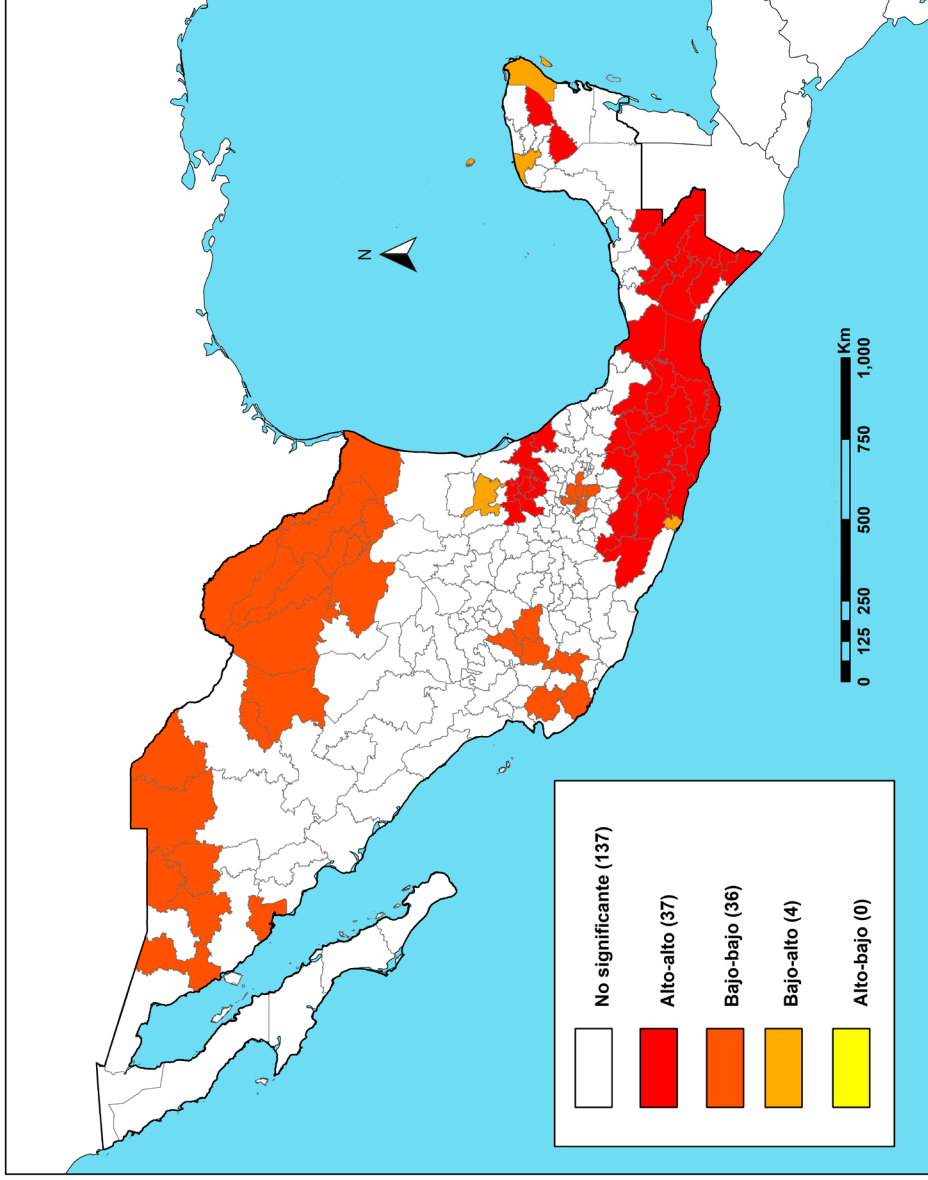 N
Km
0 125 250 500 750 1,000
No significante (137)
Alto-alto (37)
Bajo-bajo (36)
Bajo-alto (4)
Alto-bajo (0)